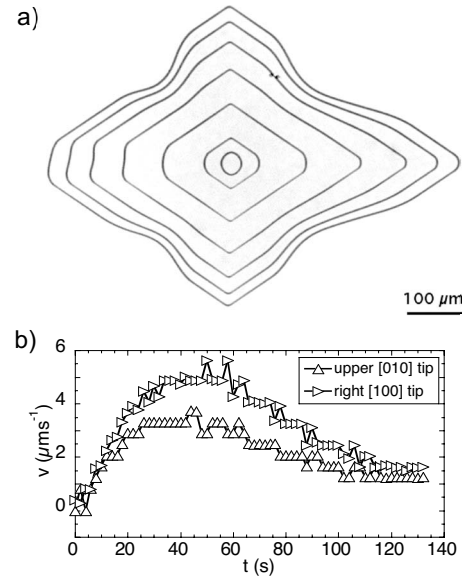 a)
100 μm
b)
6
4
2
0
v (μms⁻¹)
upper [010] tip
right [100] tip
0 20 40 60 80 100 120 140
t (s)